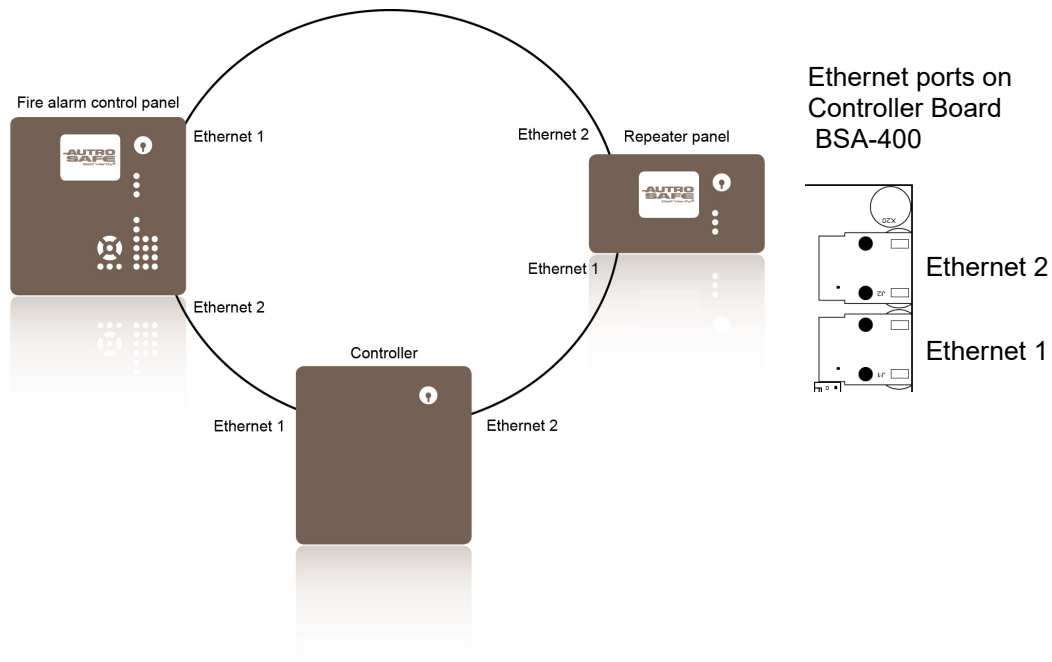 Fire alarm control panel
AUTRO
SAFE
Ethernet 1
Ethernet 2
Ethernet 2
Repeater panel
AUTRO
SAFE
Ethernet 1
Controller
Ethernet 1
Ethernet 2
Ethernet ports on
Controller Board
BSA-400
X20
J2
Ethernet 2
J1
Ethernet 1